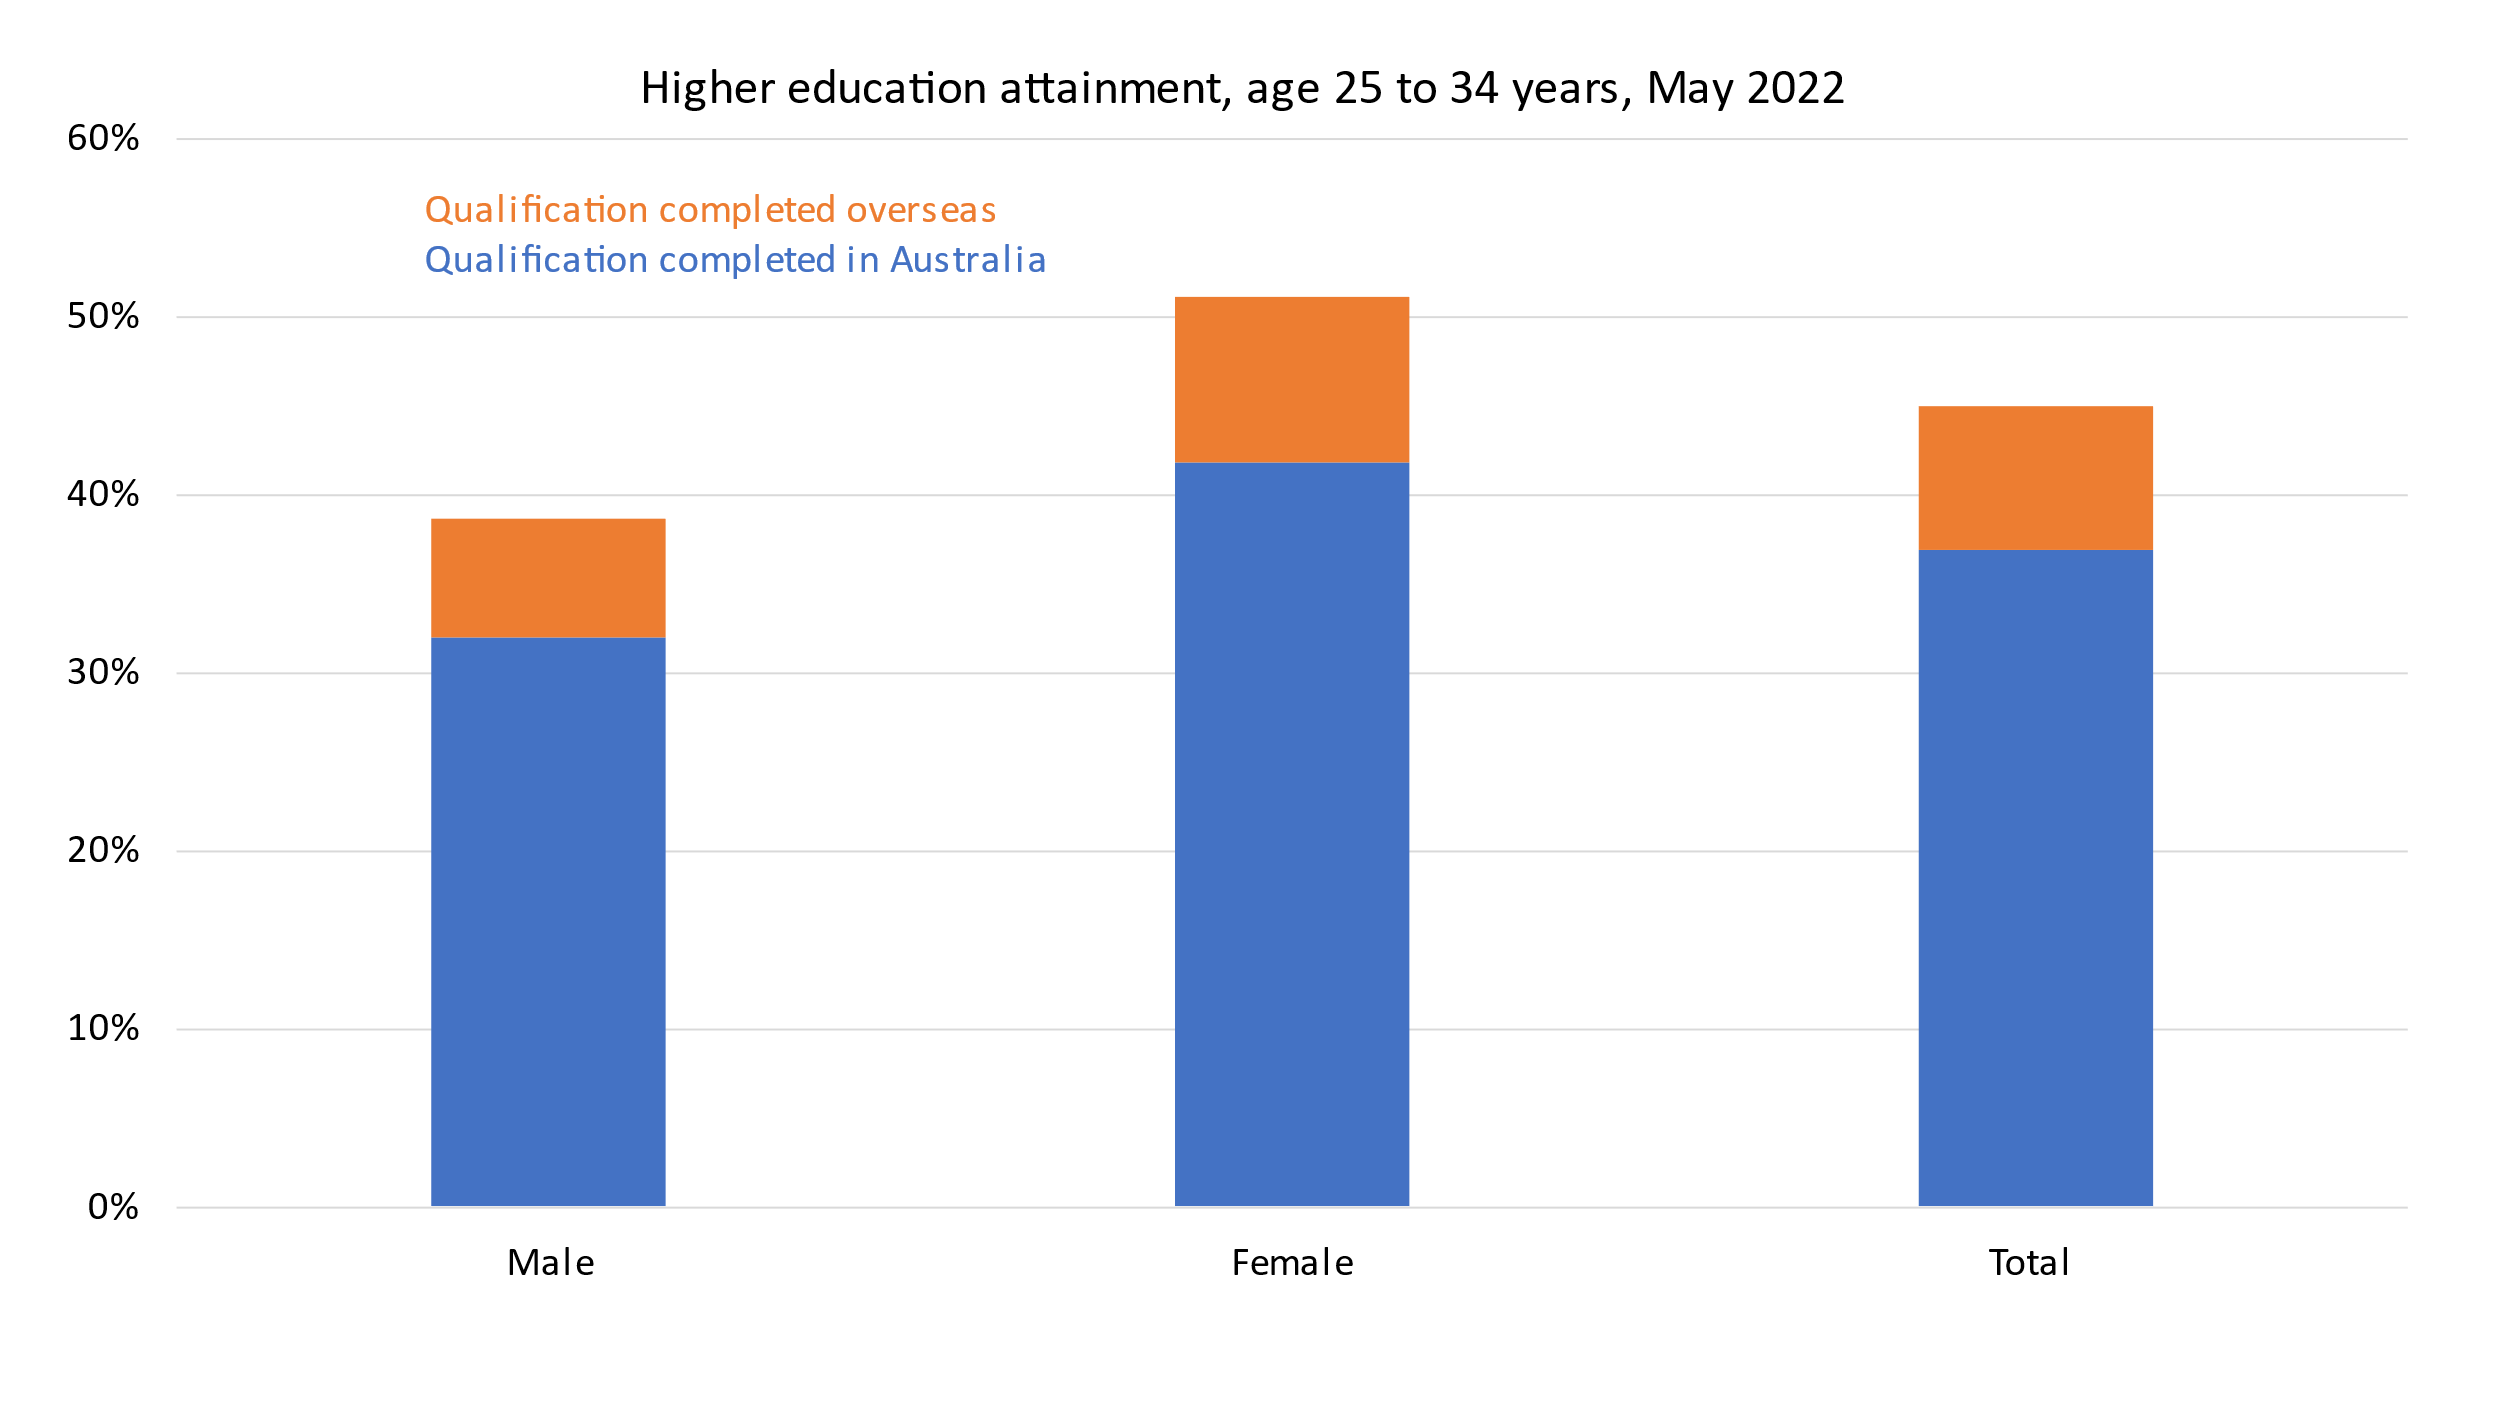 Higher education attainment, age 25 to 34 years, May 2022
60%
Qualification completed overseas
Qualification completed in Australia
50%
40%
30%
20%
10%
0%
Male Female Total